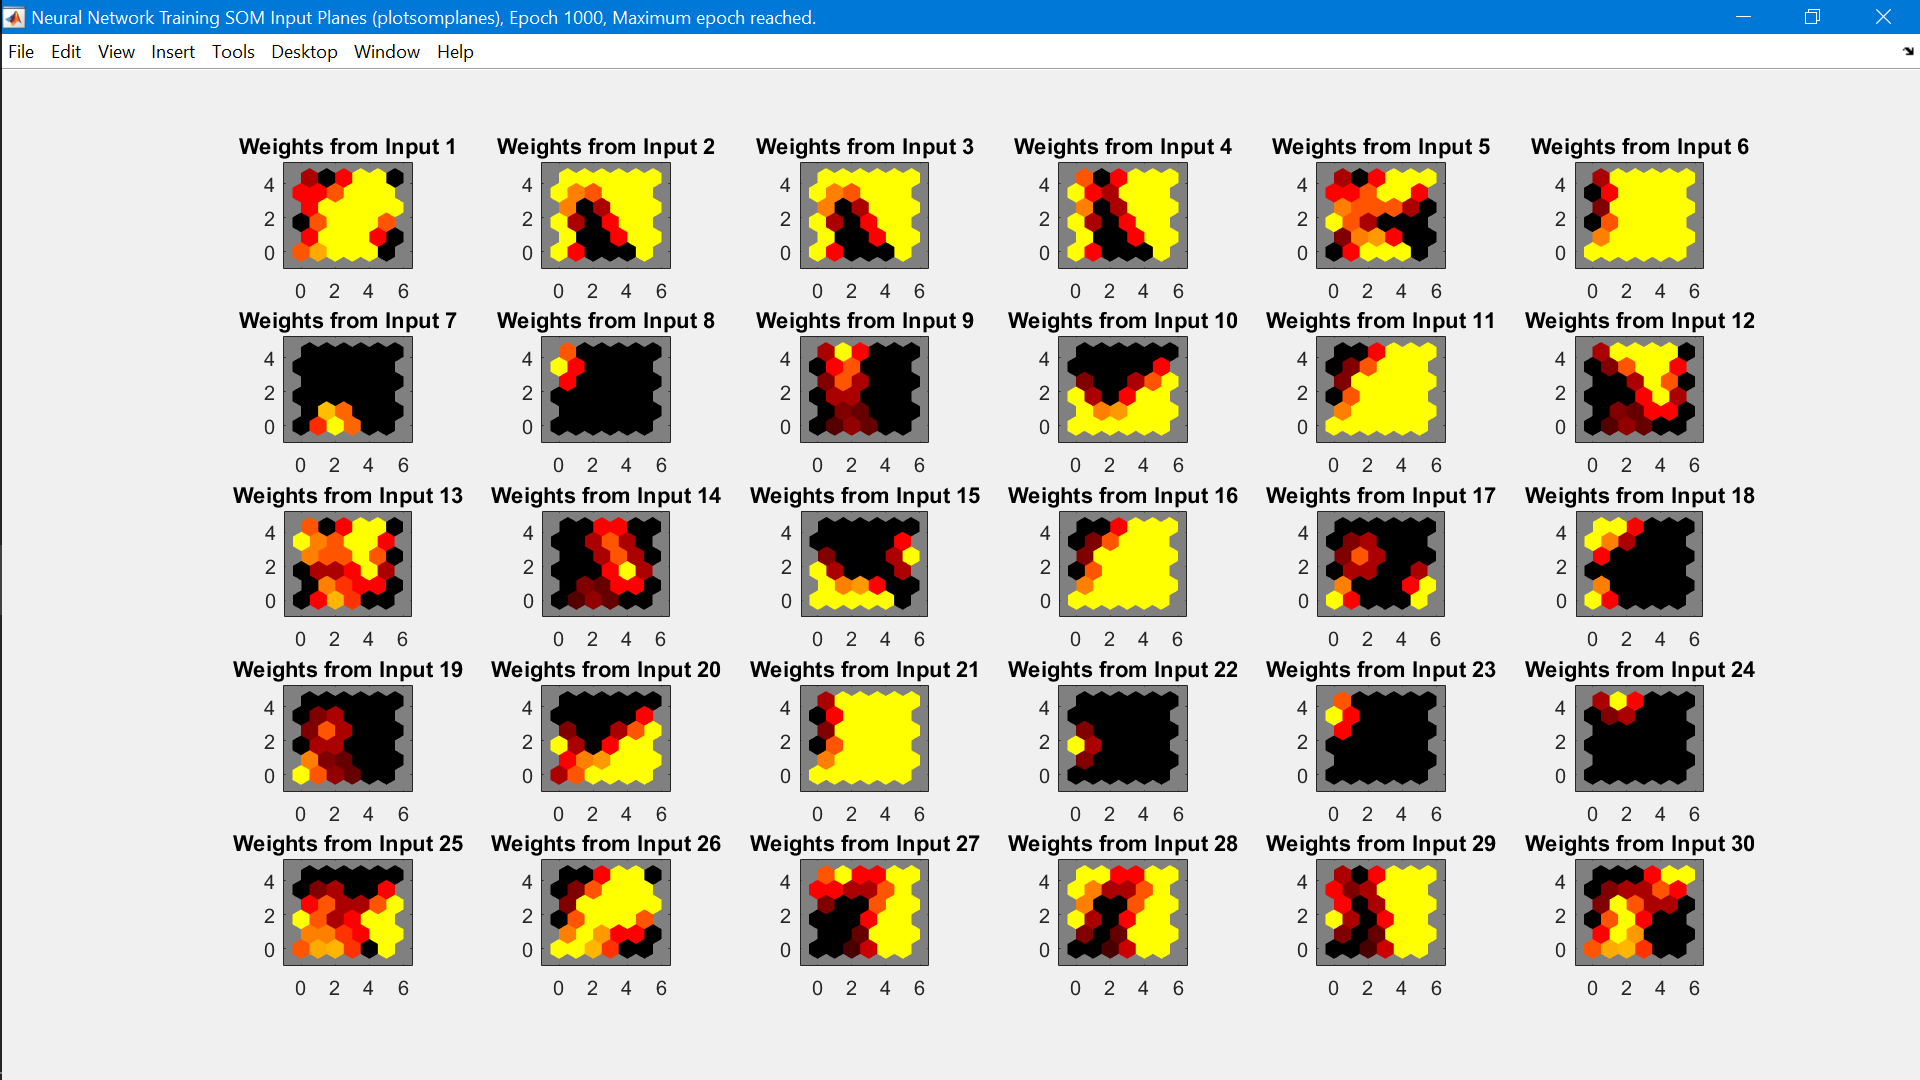 Neural Network Training SOM Input Planes (plotsomplanes), Epoch 1000, Maximum epoch reached.
File Edit View Insert Tools Desktop Window Help
Weights from Input 1 Weights from Input 2 Weights from Input 3 Weights from Input 4 Weights from Input 5 Weights from Input 6
4 4 4 4 4 4
2 2 2 2 2 2
0 0 0 0 0 0
0 2 4 6 0 2 4 6 0 2 4 6 0 2 4 6 0 2 4 6 0 2 4 6
Weights from Input 7 Weights from Input 8 Weights from Input 9 Weights from Input 10 Weights from Input 11 Weights from Input 12
4 4 4 4 4 4
2 2 2 2 2 2
0 0 0 0 0 0
0 2 4 6 0 2 4 6 0 2 4 6 0 2 4 6 0 2 4 6 0 2 4 6
Weights from Input 13 Weights from Input 14 Weights from Input 15 Weights from Input 16 Weights from Input 17 Weights from Input 18
4 4 4 4 4 4
2 2 2 2 2 2
0 0 0 0 0 0
0 2 4 6 0 2 4 6 0 2 4 6 0 2 4 6 0 2 4 6 0 2 4 6
Weights from Input 19 Weights from Input 20 Weights from Input 21 Weights from Input 22 Weights from Input 23 Weights from Input 24
4 4 4 4 4 4
2 2 2 2 2 2
0 0 0 0 0 0
0 2 4 6 0 2 4 6 0 2 4 6 0 2 4 6 0 2 4 6 0 2 4 6
Weights from Input 25 Weights from Input 26 Weights from Input 27 Weights from Input 28 Weights from Input 29 Weights from Input 30
4 4 4 4 4 4
2 2 2 2 2 2
0 0 0 0 0 0
0 2 4 6 0 2 4 6 0 2 4 6 0 2 4 6 0 2 4 6 0 2 4 6